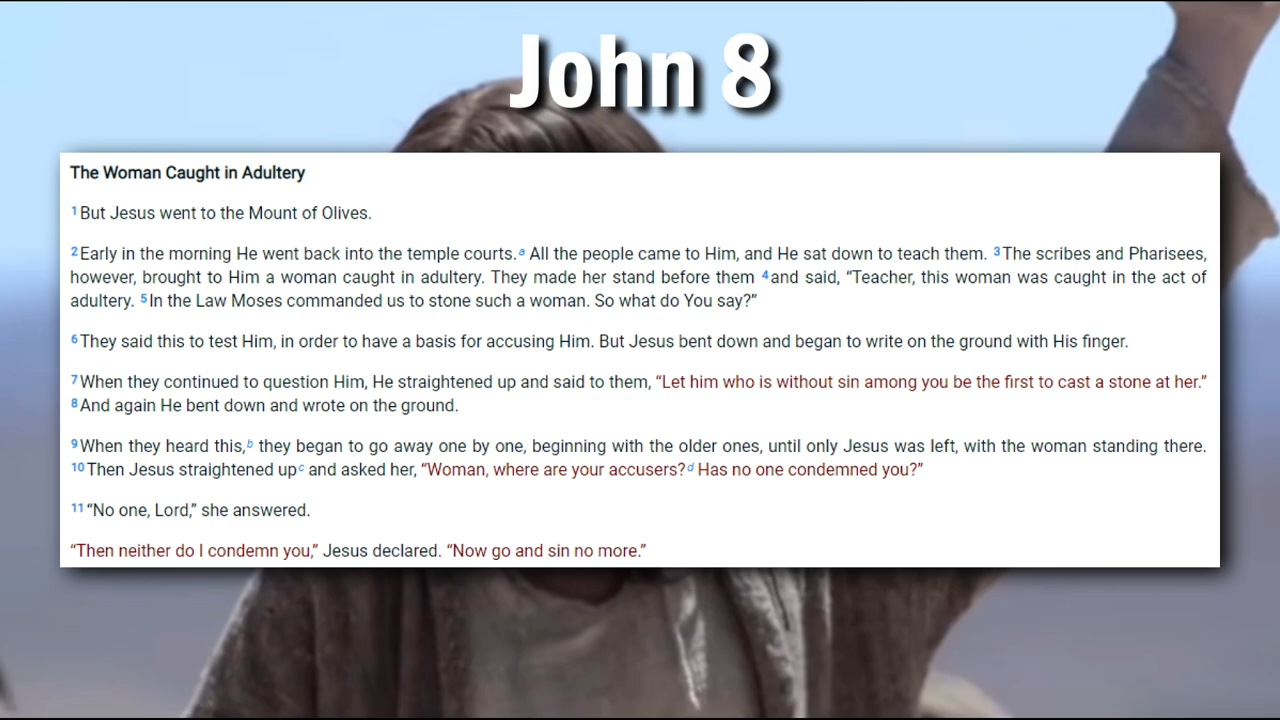 John 8
The Woman Caught in Adultery
1 But Jesus went to the Mount of Olives.
2 Early in the morning He went back into the temple courts. a All the people came to Him, and He sat down to teach them. 3 The scribes and Pharisees,
however, brought to Him a woman caught in adultery. They made her stand before them 4 and said, “Teacher, this woman was caught in the act of
adultery. 5 In the Law Moses commanded us to stone such a woman. So what do You say?”
6 They said this to test Him, in order to have a basis for accusing Him. But Jesus bent down and began to write on the ground with His finger.
7 When they continued to question Him, He straightened up and said to them, “Let him who is without sin among you be the first to cast a stone at her.”
8 And again He bent down and wrote on the ground.
9 When they heard this, b they began to go away one by one, beginning with the older ones, until only Jesus was left, with the woman standing there.
10 Then Jesus straightened up c and asked her, “Woman, where are your accusers? d Has no one condemned you?”
11 “No one, Lord,” she answered.
“Then neither do I condemn you,” Jesus declared. “Now go and sin no more.”